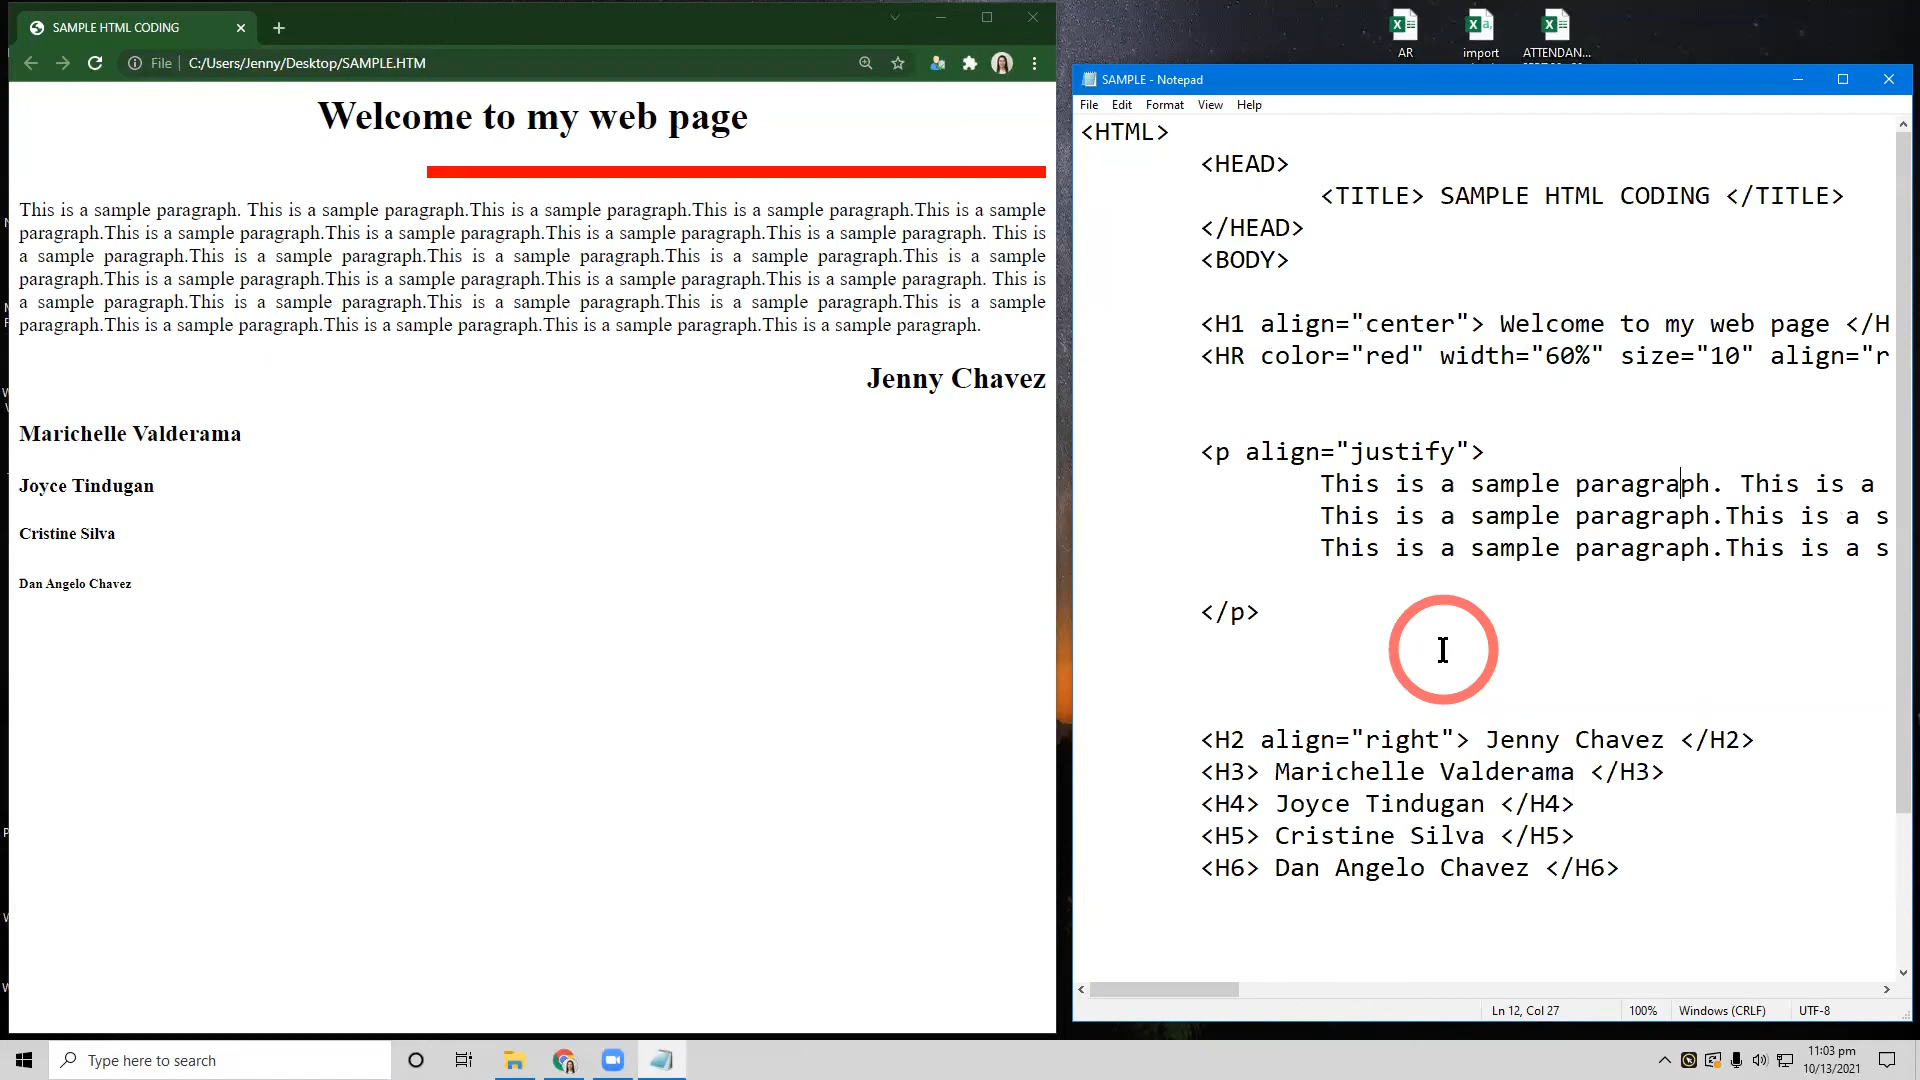 SAMPLE HTML CODING
File C:/Users/Jenny/Desktop/SAMPLE.HTM
Welcome to my web page
This is a sample paragraph. This is a sample paragraph.This is a sample paragraph.This is a sample paragraph.This is a sample
paragraph.This is a sample paragraph.This is a sample paragraph.This is a sample paragraph.This is a sample paragraph. This is
a sample paragraph.This is a sample paragraph.This is a sample paragraph.This is a sample paragraph.This is a sample
paragraph.This is a sample paragraph.This is a sample paragraph.This is a sample paragraph.This is a sample paragraph. This is
a sample paragraph.This is a sample paragraph.This is a sample paragraph.This is a sample paragraph.This is a sample
paragraph.This is a sample paragraph.This is a sample paragraph.This is a sample paragraph.This is a sample paragraph.
Jenny Chavez
Marichelle Valderama
Joyce Tindugan
Cristine Silva
Dan Angelo Chavez
AR
import
ATTENDAN...
SAMPLE - Notepad
File Edit Format View Help
<HTML>
<HEAD>
<TITLE> SAMPLE HTML CODING </TITLE>
</HEAD>
<BODY>
<H1 align="center"> Welcome to my web page </H
<HR color="red" width="60%" size="10" align="r
<p align="justify">
This is a sample paragraph. This is a
This is a sample paragraph.This is a s
This is a sample paragraph.This is a s
</p>
<H2 align="right"> Jenny Chavez </H2>
<H3> Marichelle Valderama </H3>
<H4> Joyce Tindugan </H4>
<H5> Cristine Silva </H5>
<H6> Dan Angelo Chavez </H6>
Ln 12, Col 27 100% Windows (CRLF) UTF-8
Type here to search
11:03 pm
10/13/2021